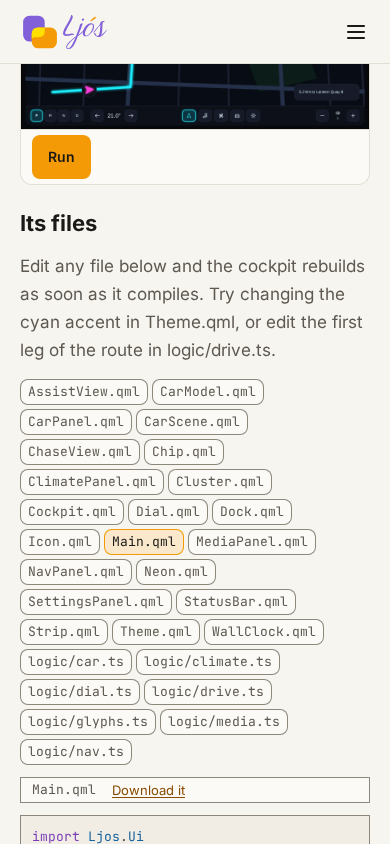 Ljós
21.0°
Run
Its files
Edit any file below and the cockpit rebuilds
as soon as it compiles. Try changing the
cyan accent in Theme.qml, or edit the first
leg of the route in logic/drive.ts.
AssistView.qml CarModel.qml
CarPanel.qml CarScene.qml
ChaseView.qml Chip.qml
ClimatePanel.qml Cluster.qml
Cockpit.qml Dial.qml Dock.qml
Icon.qml Main.qml MediaPanel.qml
NavPanel.qml Neon.qml
SettingsPanel.qml StatusBar.qml
Strip.qml Theme.qml WallClock.qml
logic/car.ts logic/climate.ts
logic/dial.ts logic/drive.ts
logic/glyphs.ts logic/media.ts
logic/nav.ts
Main.qml Download it
import Ljos.Ui